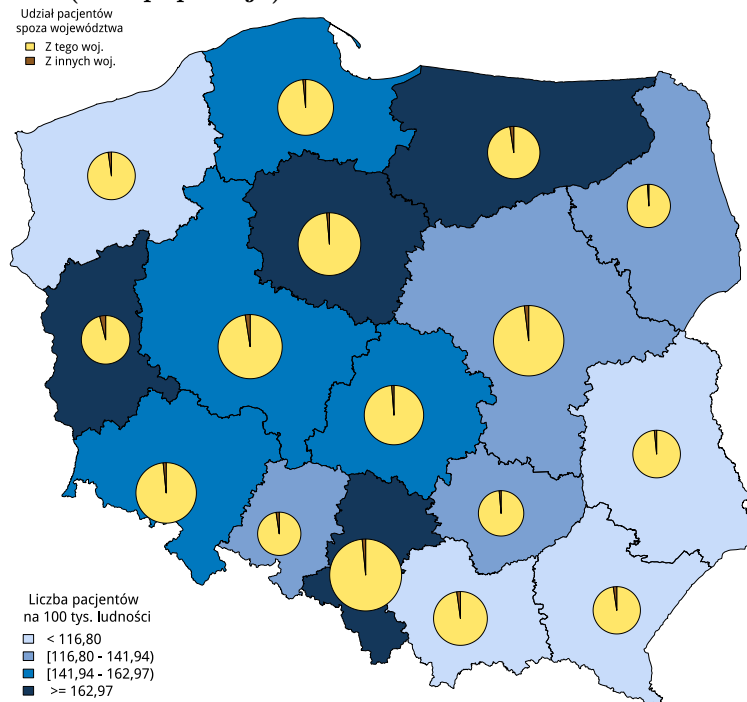 Udział pacjentów
spoza województwa
Z tego woj.
Z innych woj.
Liczba pacjentów
na 100 tys. ludności
< 116,80
[116,80 - 141,94)
[141,94 - 162,97)
>= 162,97